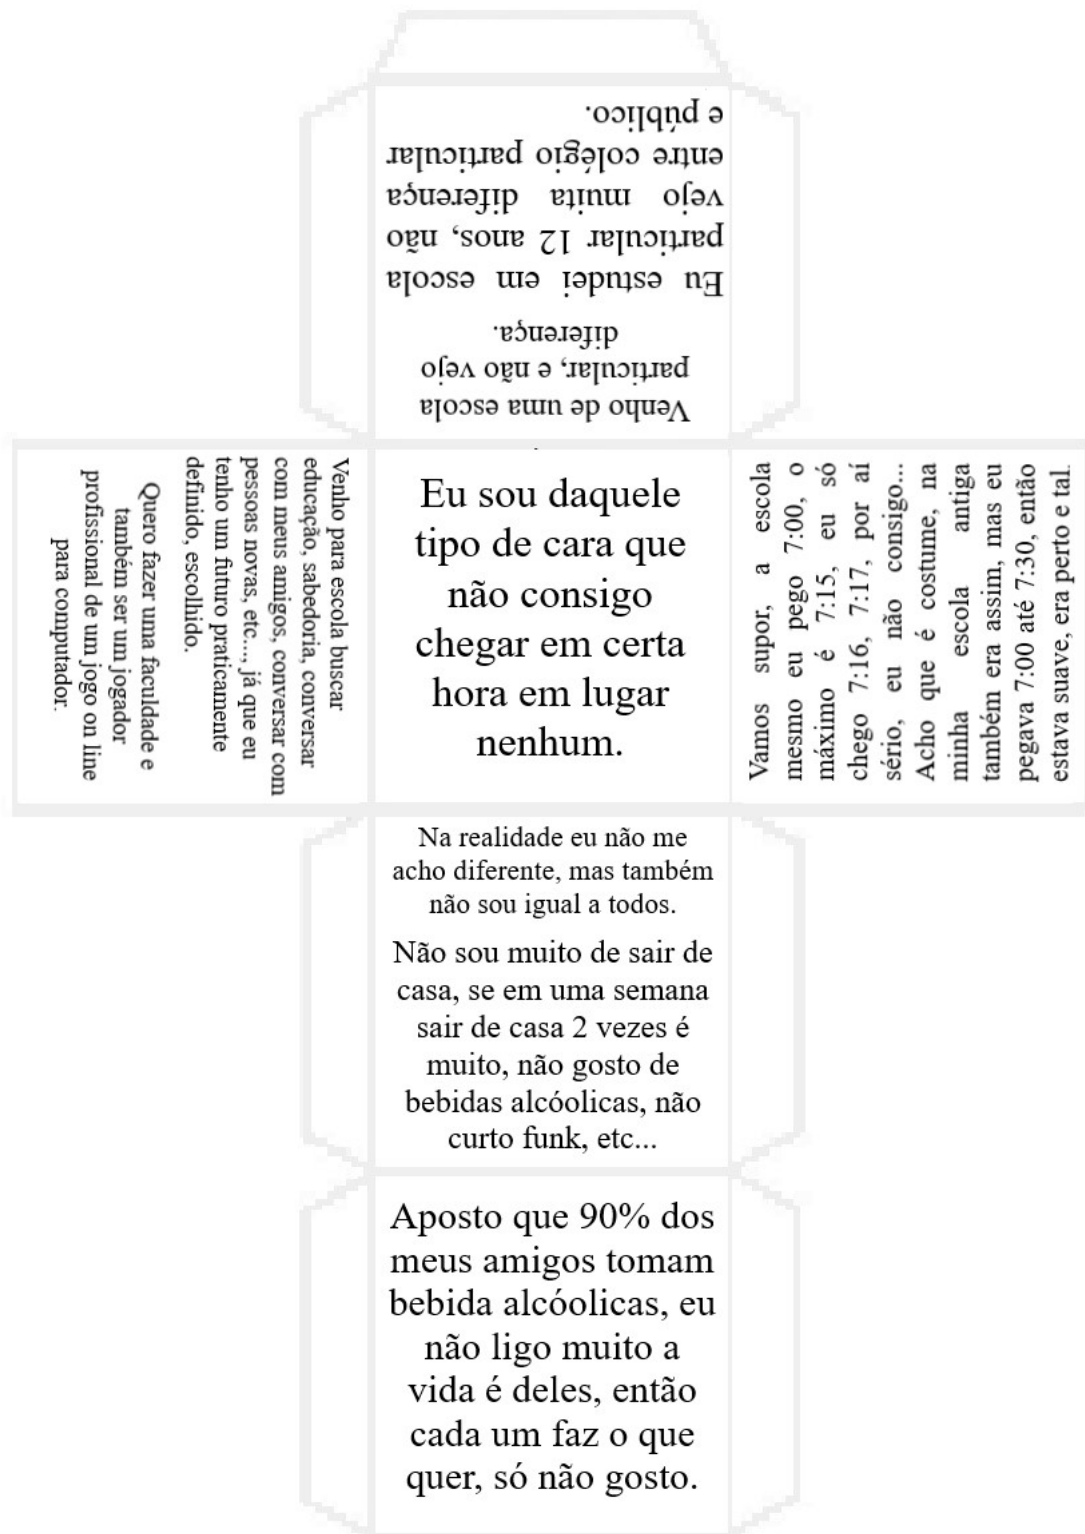 Venho de uma escola
particular, e não vejo
diferença.
Eu estudei em escola
particular 12 anos, não
vejo muita diferença
entre colégio particular
e público.
Venho para escola buscar
educação, sabedoria, conversar
com meus amigos, conversar com
pessoas novas, etc..., já que eu
tenho um futuro praticamente
definido, escolhido.
Quero fazer uma faculdade e
também ser um jogador
profissional de um jogo on line
para computador.
Eu sou daquele
tipo de cara que
não consigo
chegar em certa
hora em lugar
nenhum.
Vamos supor, a escola
mesmo eu pego 7:00, o
máximo é 7:15, eu só
chego 7:16, 7:17, por aí
sério, eu não consigo...
Acho que é costume, na
minha escola antiga
também era assim, mas eu
pegava 7:00 até 7:30, então
estava suave, era perto e tal.
Na realidade eu não me
acho diferente, mas também
não sou igual a todos.
Não sou muito de sair de
casa, se em uma semana
sair de casa 2 vezes é
muito, não gosto de
bebidas alcóolicas, não
curto funk, etc...
Aposto que 90% dos
meus amigos tomam
bebida alcóolicas, eu
não ligo muito a
vida é deles, então
cada um faz o que
quer, só não gosto.